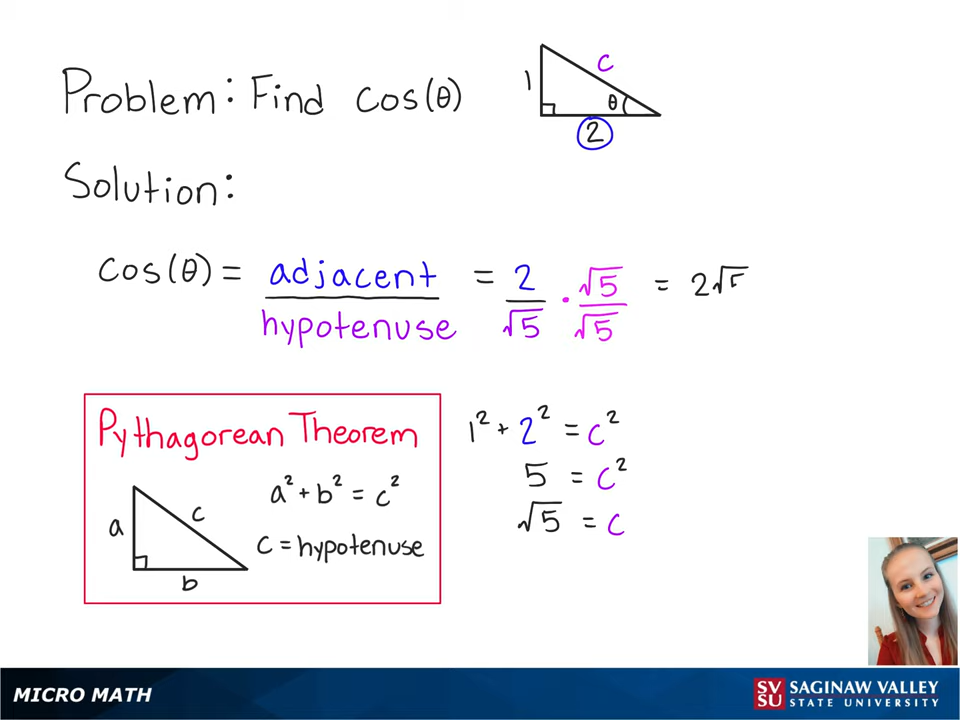 Problem: Find cos(θ)
1 c θ 2
Solution:
cos(θ) = adjacent/hypotenuse = 2/√5 • √5/√5 = 2√5
Pythagorean Theorem
a² + b² = c²
a c b
c = hypotenuse
1² + 2² = c²
5 = c²
√5 = c
MICRO MATH
SV SU SAGINAW VALLEY
STATE UNIVERSITY